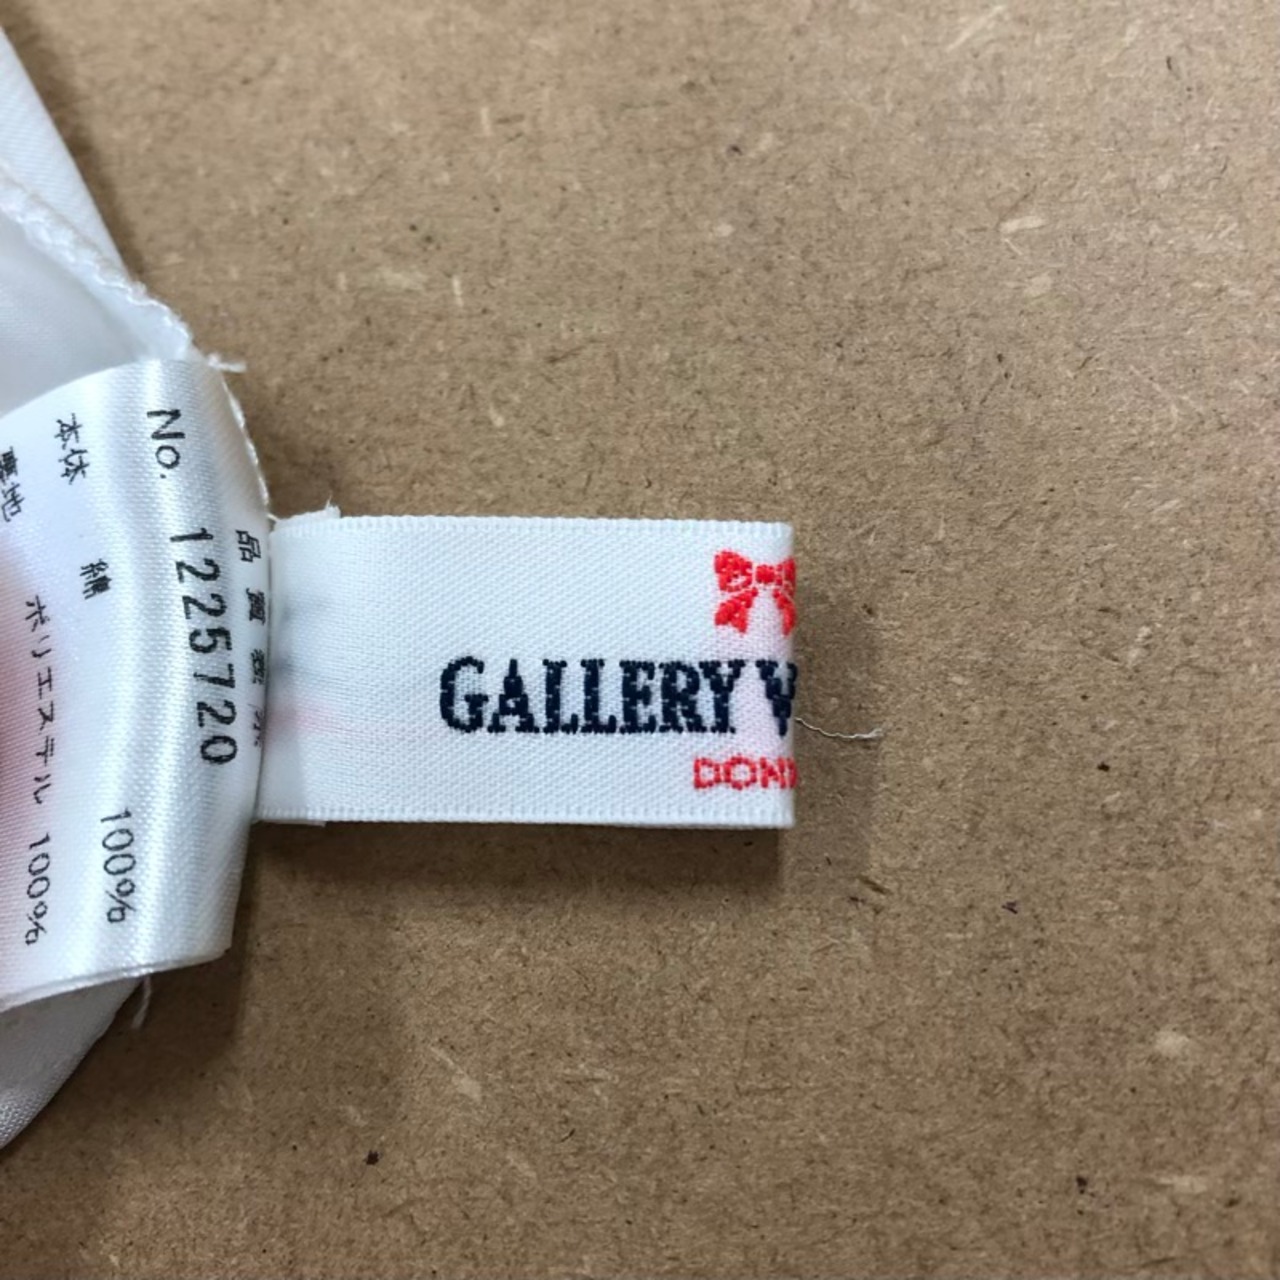 GALLERY V
DON
品質表示
No. 1225720
本体 綿 100%
裏地 ポリエステル 100%